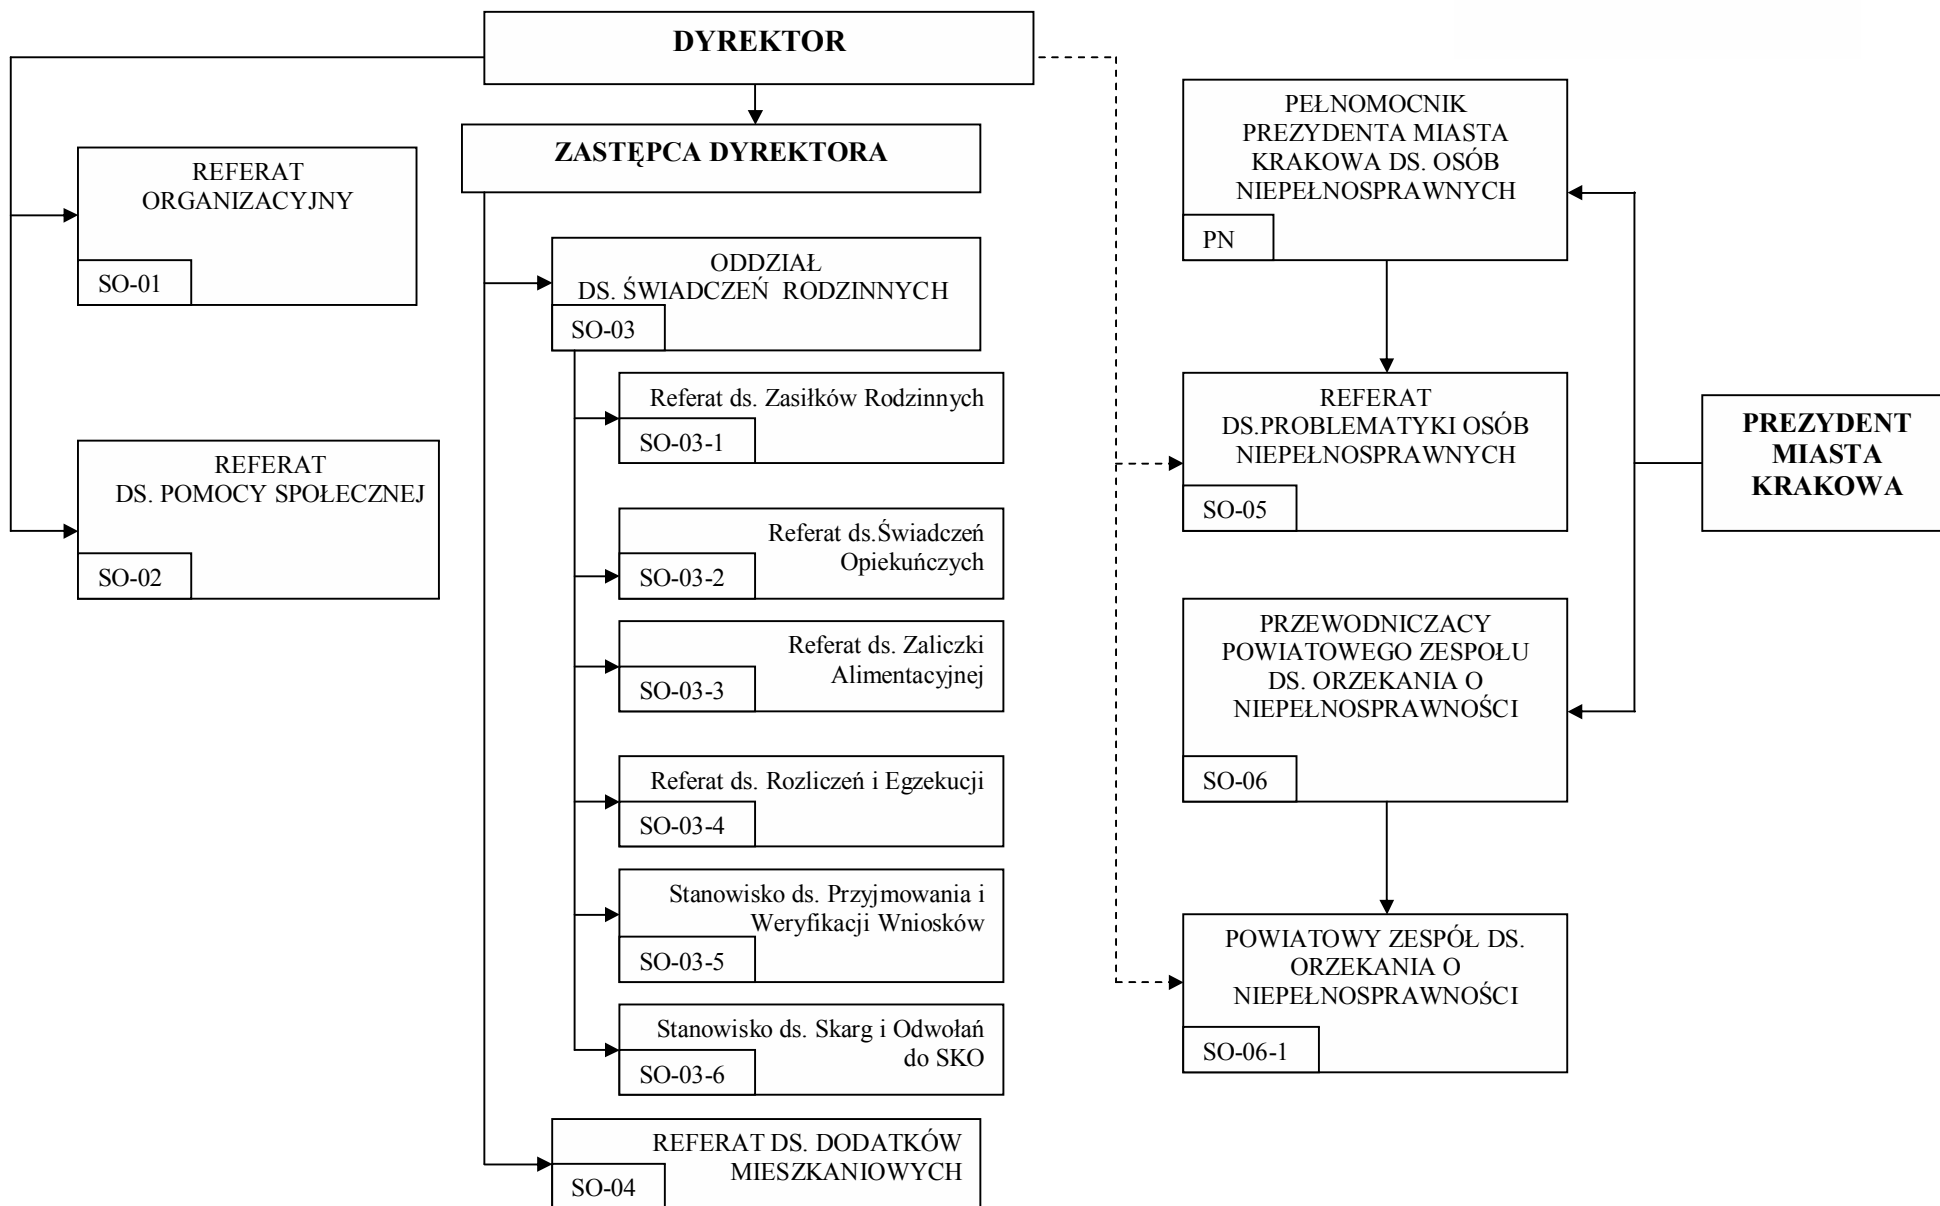 DYREKTOR
ZASTĘPCA DYREKTORA
REFERAT
ORGANIZACYJNY
SO-01
REFERAT
DS. POMOCY SPOŁECZNEJ
SO-02
ODDZIAŁ
DS. ŚWIADCZEŃ RODZINNYCH
SO-03
Referat ds. Zasiłków Rodzinnych
SO-03-1
Referat ds.Świadczeń
Opiekuńczych
SO-03-2
Referat ds. Zaliczki
Alimentacyjnej
SO-03-3
Referat ds. Rozliczeń i Egzekucji
SO-03-4
Stanowisko ds. Przyjmowania i
Weryfikacji Wniosków
SO-03-5
Stanowisko ds. Skarg i Odwołań
do SKO
SO-03-6
REFERAT DS. DODATKÓW
MIESZKANIOWYCH
SO-04
PEŁNOMOCNIK
PREZYDENTA MIASTA
KRAKOWA DS. OSÓB
NIEPEŁNOSPRAWNYCH
PN
REFERAT
DS.PROBLEMATYKI OSÓB
NIEPEŁNOSPRAWNYCH
SO-05
PRZEWODNICZACY
POWIATOWEGO ZESPOŁU
DS. ORZEKANIA O
NIEPEŁNOSPRAWNOŚCI
SO-06
POWIATOWY ZESPÓŁ DS.
ORZEKANIA O
NIEPEŁNOSPRAWNOŚCI
SO-06-1
PREZYDENT
MIASTA
KRAKOWA